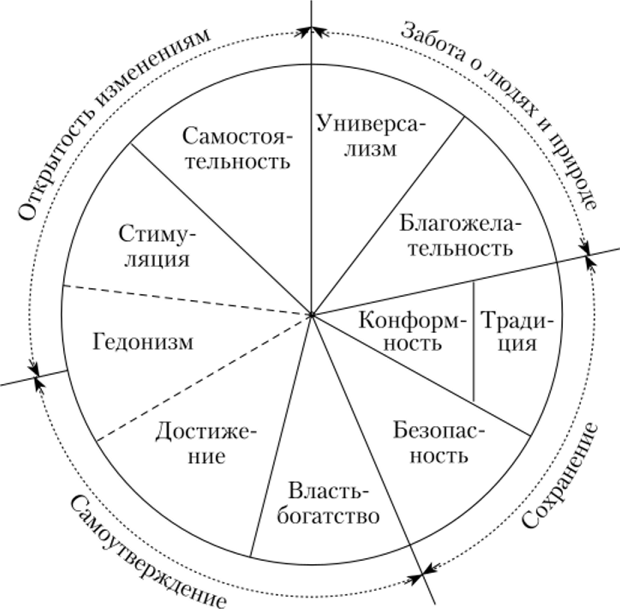 Открытость изменениям
Забота о людях и природе
Самостоя-
тельность
Универса-
лизм
Стиму-
ляция
Благожела-
тельность
Гедонизм
Конформ-
ность
Тради-
ция
Достиже-
ние
Безопас-
ность
Власть-
богатство
Сохранение
Самоутверждение